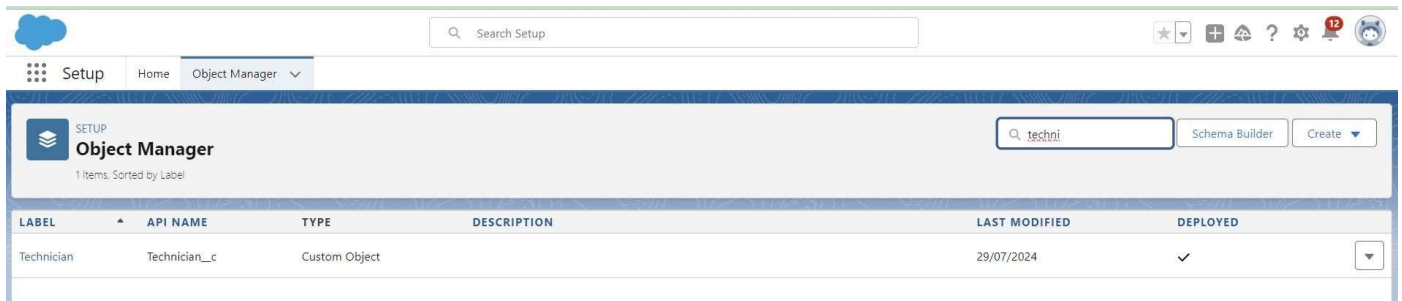 Search Setup
12
Setup Home Object Manager
SETUP
Object Manager
1 Items, Sorted by Label
techni
Schema Builder
Create
LABEL API NAME TYPE DESCRIPTION LAST MODIFIED DEPLOYED
Technician Technician__c Custom Object 29/07/2024